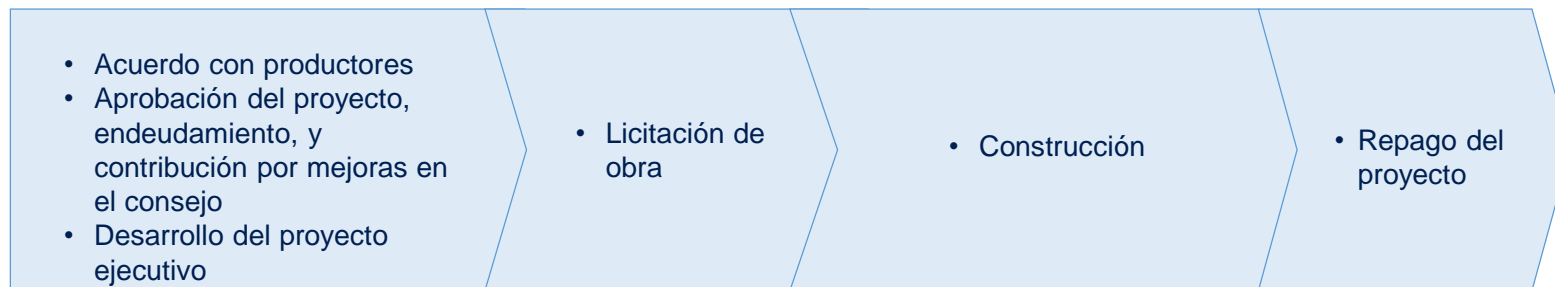 • Acuerdo con productores
• Aprobación del proyecto,
endeudamiento, y
contribución por mejoras en
el consejo
• Desarrollo del proyecto
ejecutivo
• Licitación de
obra
• Construcción
• Repago del
proyecto